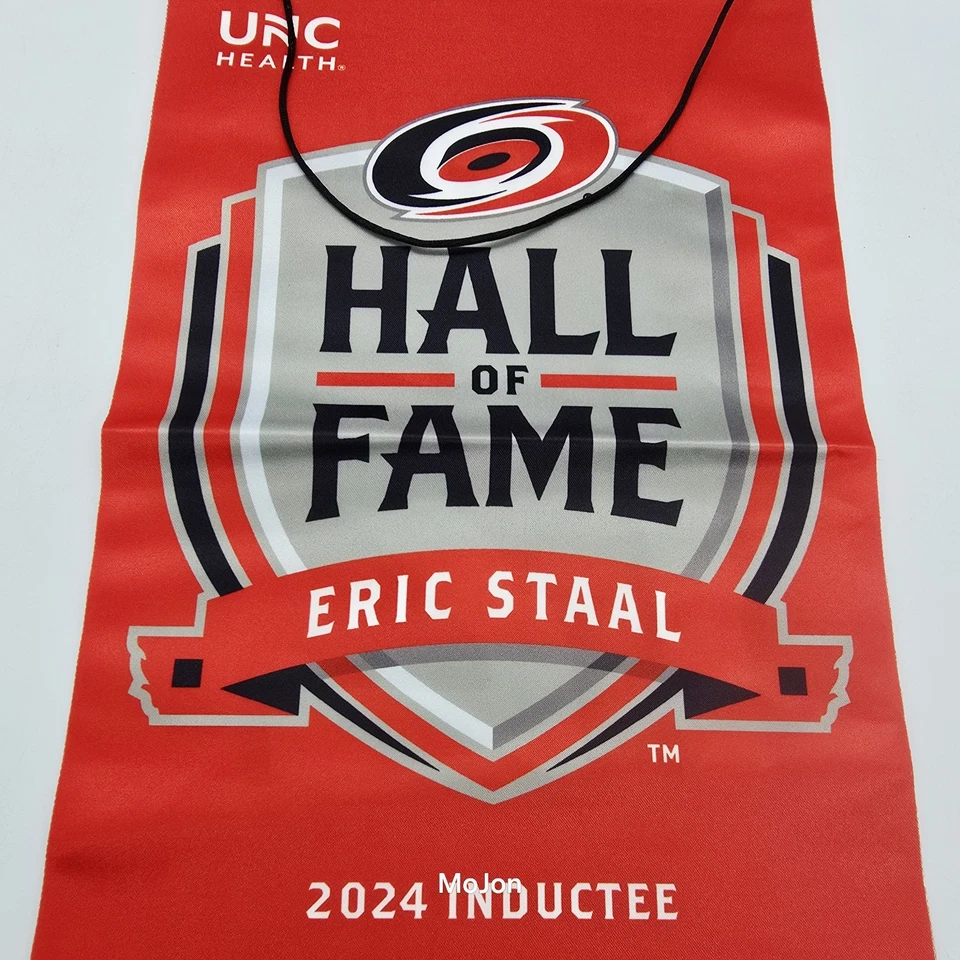 UNC
HEALTH®
HALL
OF
FAME
ERIC STAAL
TM
2024 INDUCTEE
MoJon